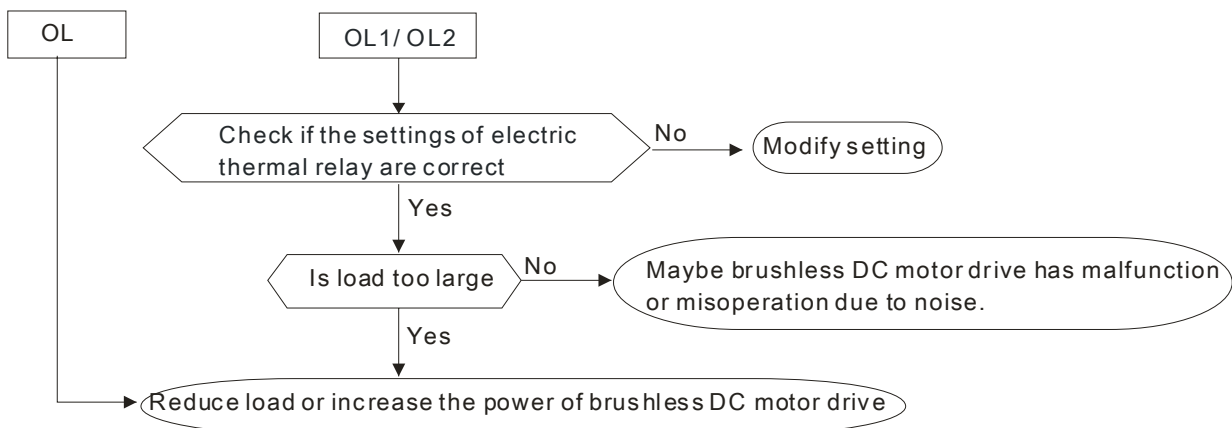 OL
OL1/ OL2
Check if the settings of electric
thermal relay are correct
No
Modify setting
Yes
Is load too large
No
Maybe brushless DC motor drive has malfunction
or misoperation due to noise.
Yes
Reduce load or increase the power of brushless DC motor drive